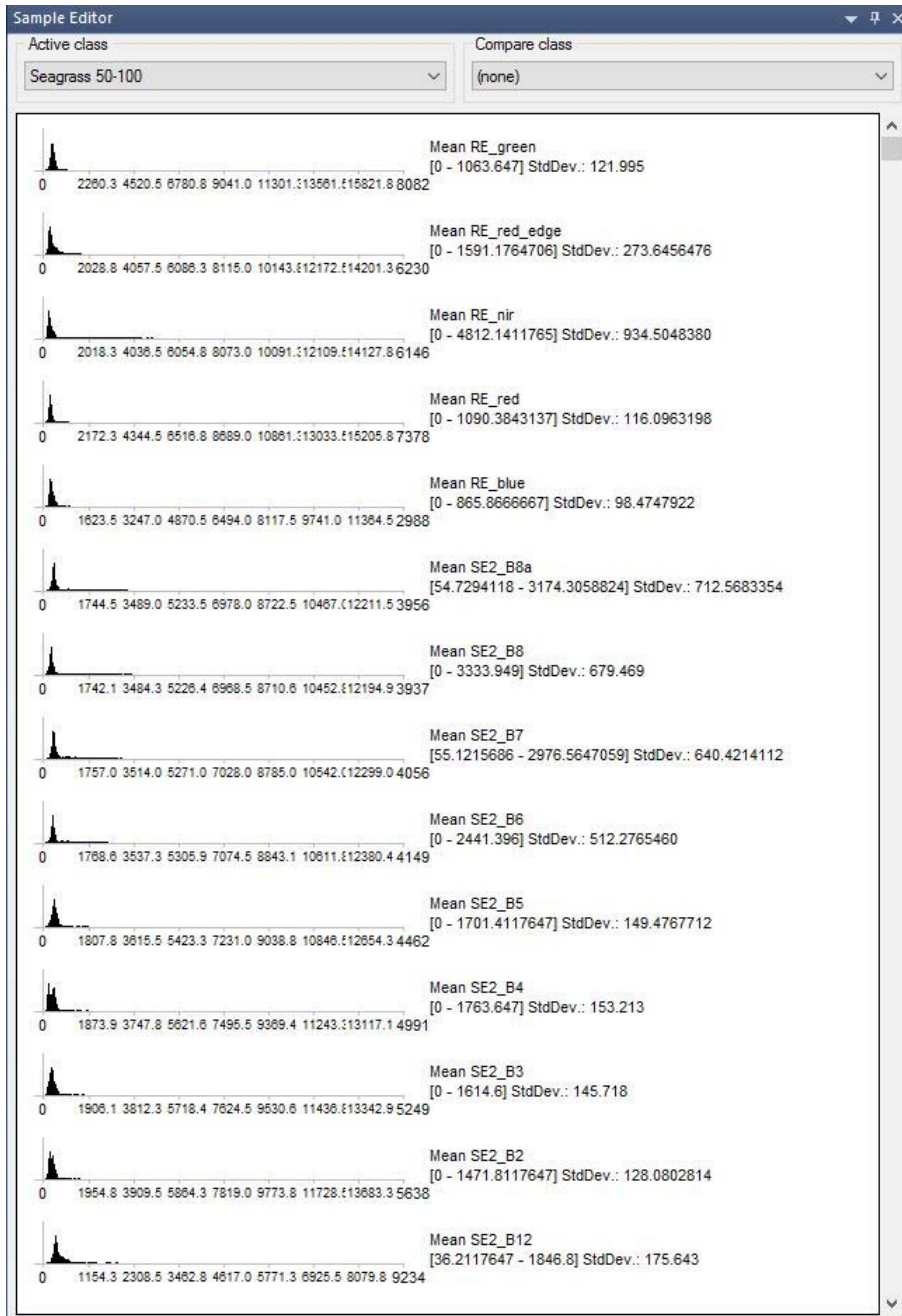 Sample Editor
Active class
Compare class
Seagrass 50-100
(none)
Mean RE_green
[0 - 1063.647] StdDev.: 121.995
0 2260.3 4520.5 6780.8 9041.0 11301.3 13561.5 15821.8 8082
Mean RE_red_edge
[0 - 1591.1764706] StdDev.: 273.6456476
0 2028.8 4057.5 6086.3 8115.0 10143.8 12172.5 14201.3 6230
Mean RE_nir
[0 - 4812.1411765] StdDev.: 934.5048380
0 2018.3 4036.5 6054.8 8073.0 10091.3 12109.5 14127.8 6146
Mean RE_red
[0 - 1090.3843137] StdDev.: 116.0963198
0 2172.3 4344.5 6516.8 8689.0 10861.3 13033.5 15205.8 7378
Mean RE_blue
[0 - 865.8666667] StdDev.: 98.4747922
0 1623.5 3247.0 4870.5 6494.0 8117.5 9741.0 11364.5 2988
Mean SE2_B8a
[54.7294118 - 3174.3058824] StdDev.: 712.5683354
0 1744.5 3489.0 5233.5 6978.0 8722.5 10467.0 12211.5 3956
Mean SE2_B8
[0 - 3333.949] StdDev.: 679.469
0 1742.1 3484.3 5226.4 6968.5 8710.6 10452.8 12194.9 3937
Mean SE2_B7
[55.1215686 - 2976.5647059] StdDev.: 640.4214112
0 1757.0 3514.0 5271.0 7028.0 8785.0 10542.0 12299.0 4056
Mean SE2_B6
[0 - 2441.396] StdDev.: 512.2765460
0 1768.6 3537.3 5305.9 7074.5 8843.1 10611.8 12380.4 4149
Mean SE2_B5
[0 - 1701.4117647] StdDev.: 149.4767712
0 1807.8 3615.5 5423.3 7231.0 9038.8 10846.5 12654.3 4462
Mean SE2_B4
[0 - 1763.647] StdDev.: 153.213
0 1873.9 3747.8 5621.6 7495.5 9369.4 11243.3 13117.1 4991
Mean SE2_B3
[0 - 1614.6] StdDev.: 145.718
0 1906.1 3812.3 5718.4 7624.5 9530.6 11436.8 13342.9 5249
Mean SE2_B2
[0 - 1471.8117647] StdDev.: 128.0802814
0 1954.8 3909.5 5864.3 7819.0 9773.8 11728.5 13683.3 5638
Mean SE2_B12
[36.2117647 - 1846.8] StdDev.: 175.643
0 1154.3 2308.5 3462.8 4617.0 5771.3 6925.5 8079.8 9234